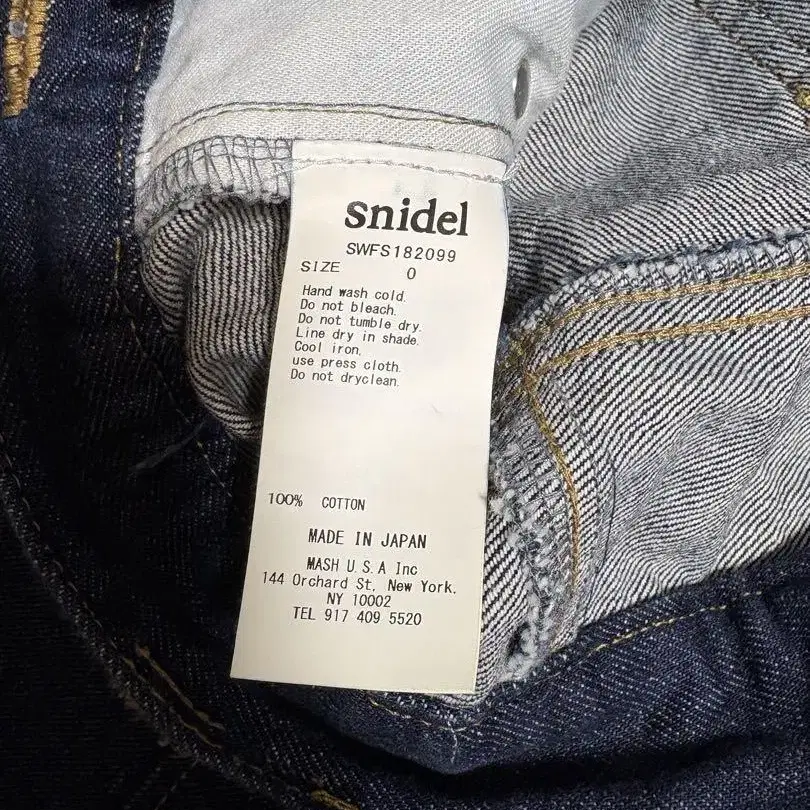 snidel
SWFS182099
SIZE 0
Hand wash cold.
Do not bleach.
Do not tumble dry.
Line dry in shade.
Cool iron,
use press cloth.
Do not dryclean.
100% COTTON
MADE IN JAPAN
MASH U.S.A Inc
144 Orchard St, New York.
NY 10002
TEL 917 409 5520